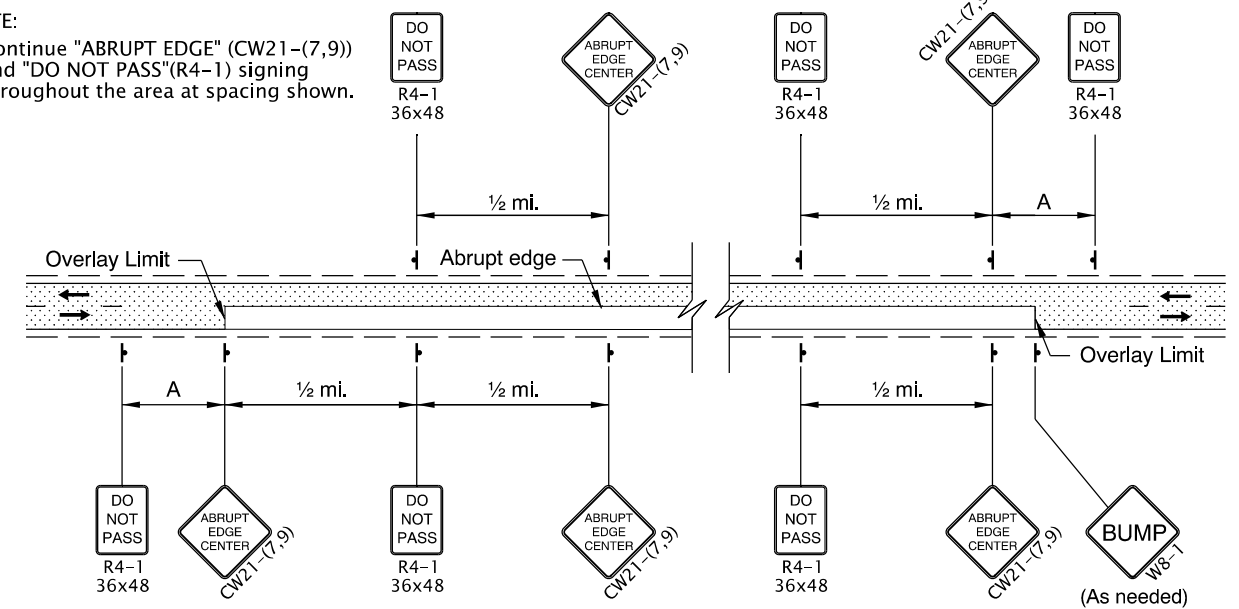 TE:
ontinue "ABRUPT EDGE" (CW21-(7,9))
nd "DO NOT PASS"(R4-1) signing
roughout the area at spacing shown.
DO
NOT
PASS
R4-1
36x48
ABRUPT
EDGE
CENTER
CW21-(7,9)
DO
NOT
PASS
R4-1
36x48
ABRUPT
EDGE
CENTER
CW21-(7,9)
DO
NOT
PASS
R4-1
36x48
½ mi.
½ mi.
A
Overlay Limit
Abrupt edge
Overlay Limit
A
½ mi.
½ mi.
½ mi.
DO
NOT
PASS
R4-1
36x48
ABRUPT
EDGE
CENTER
CW21-(7,9)
DO
NOT
PASS
R4-1
36x48
ABRUPT
EDGE
CENTER
CW21-(7,9)
DO
NOT
PASS
R4-1
36x48
ABRUPT
EDGE
CENTER
CW21-(7,9)
BUMP
W8-1
(As needed)